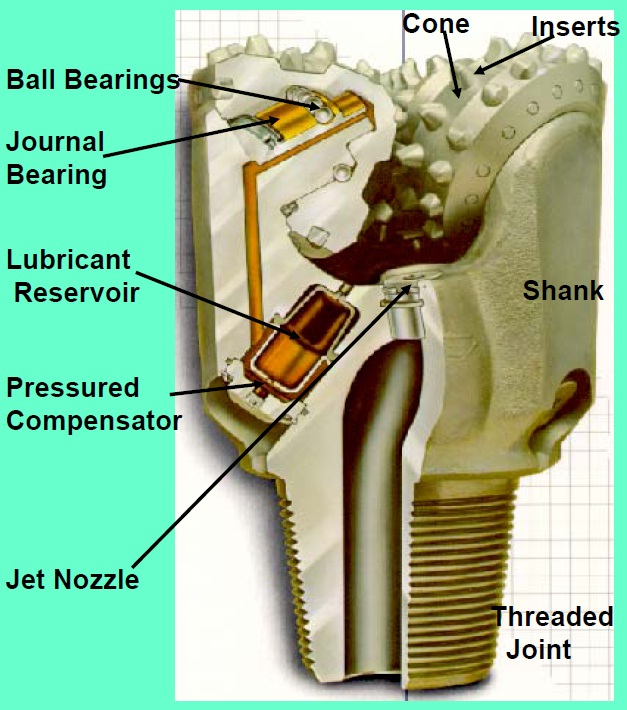 Cone
Inserts
Ball Bearings
Journal
Bearing
Lubricant
Reservoir
Shank
Pressured
Compensator
Jet Nozzle
Threaded
Joint